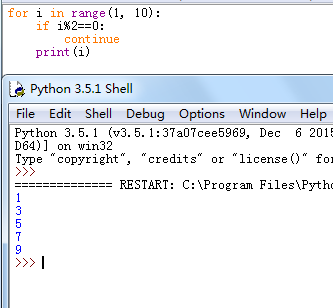 for i in range(1, 10):
    if i%2==0:
        continue
    print(i)
Python 3.5.1 Shell
File Edit Shell Debug Options Window Help
Python 3.5.1 (v3.5.1:37a07cee5969, Dec  6 2015
D64)] on win32
Type "copyright", "credits" or "license()" for
>>>
============== RESTART: C:\Program Files\Pytho
1
3
5
7
9
>>>